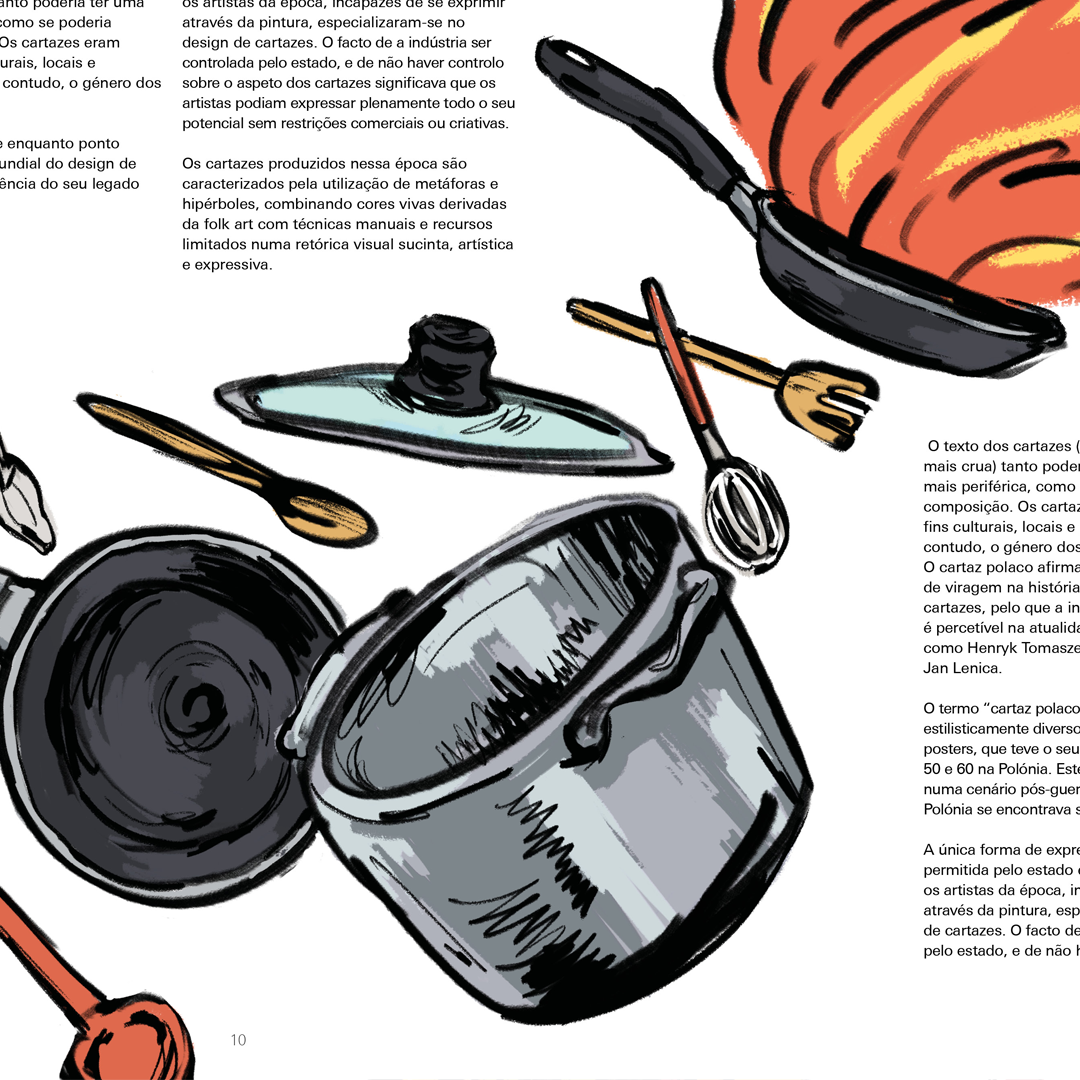 anto poderia ter uma
como se poderia
Os cartazes eram
urais, locais e
contudo, o género dos
e enquanto ponto
undial do design de
ência do seu legado
os artistas da época, incapazes de se exprimir
através da pintura, especializaram-se no
design de cartazes. O facto de a indústria ser
controlada pelo estado, e de não haver controlo
sobre o aspeto dos cartazes significava que os
artistas podiam expressar plenamente todo o seu
potencial sem restrições comerciais ou criativas.
Os cartazes produzidos nessa época são
caracterizados pela utilização de metáforas e
hipérboles, combinando cores vivas derivadas
da folk art com técnicas manuais e recursos
limitados numa retórica visual sucinta, artística
e expressiva.
10
O texto dos cartazes (
mais crua) tanto poder
mais periférica, como
composição. Os cartaz
fins culturais, locais e
contudo, o género dos
O cartaz polaco afirma
de viragem na história
cartazes, pelo que a in
é percetível na atualida
como Henryk Tomasze
Jan Lenica.
O termo “cartaz polaco
estilisticamente diverso
posters, que teve o seu
50 e 60 na Polónia. Este
numa cenário pós-guer
Polónia se encontrava s
A única forma de expre
permitida pelo estado e
os artistas da época, in
através da pintura, esp
de cartazes. O facto de
pelo estado, e de não h